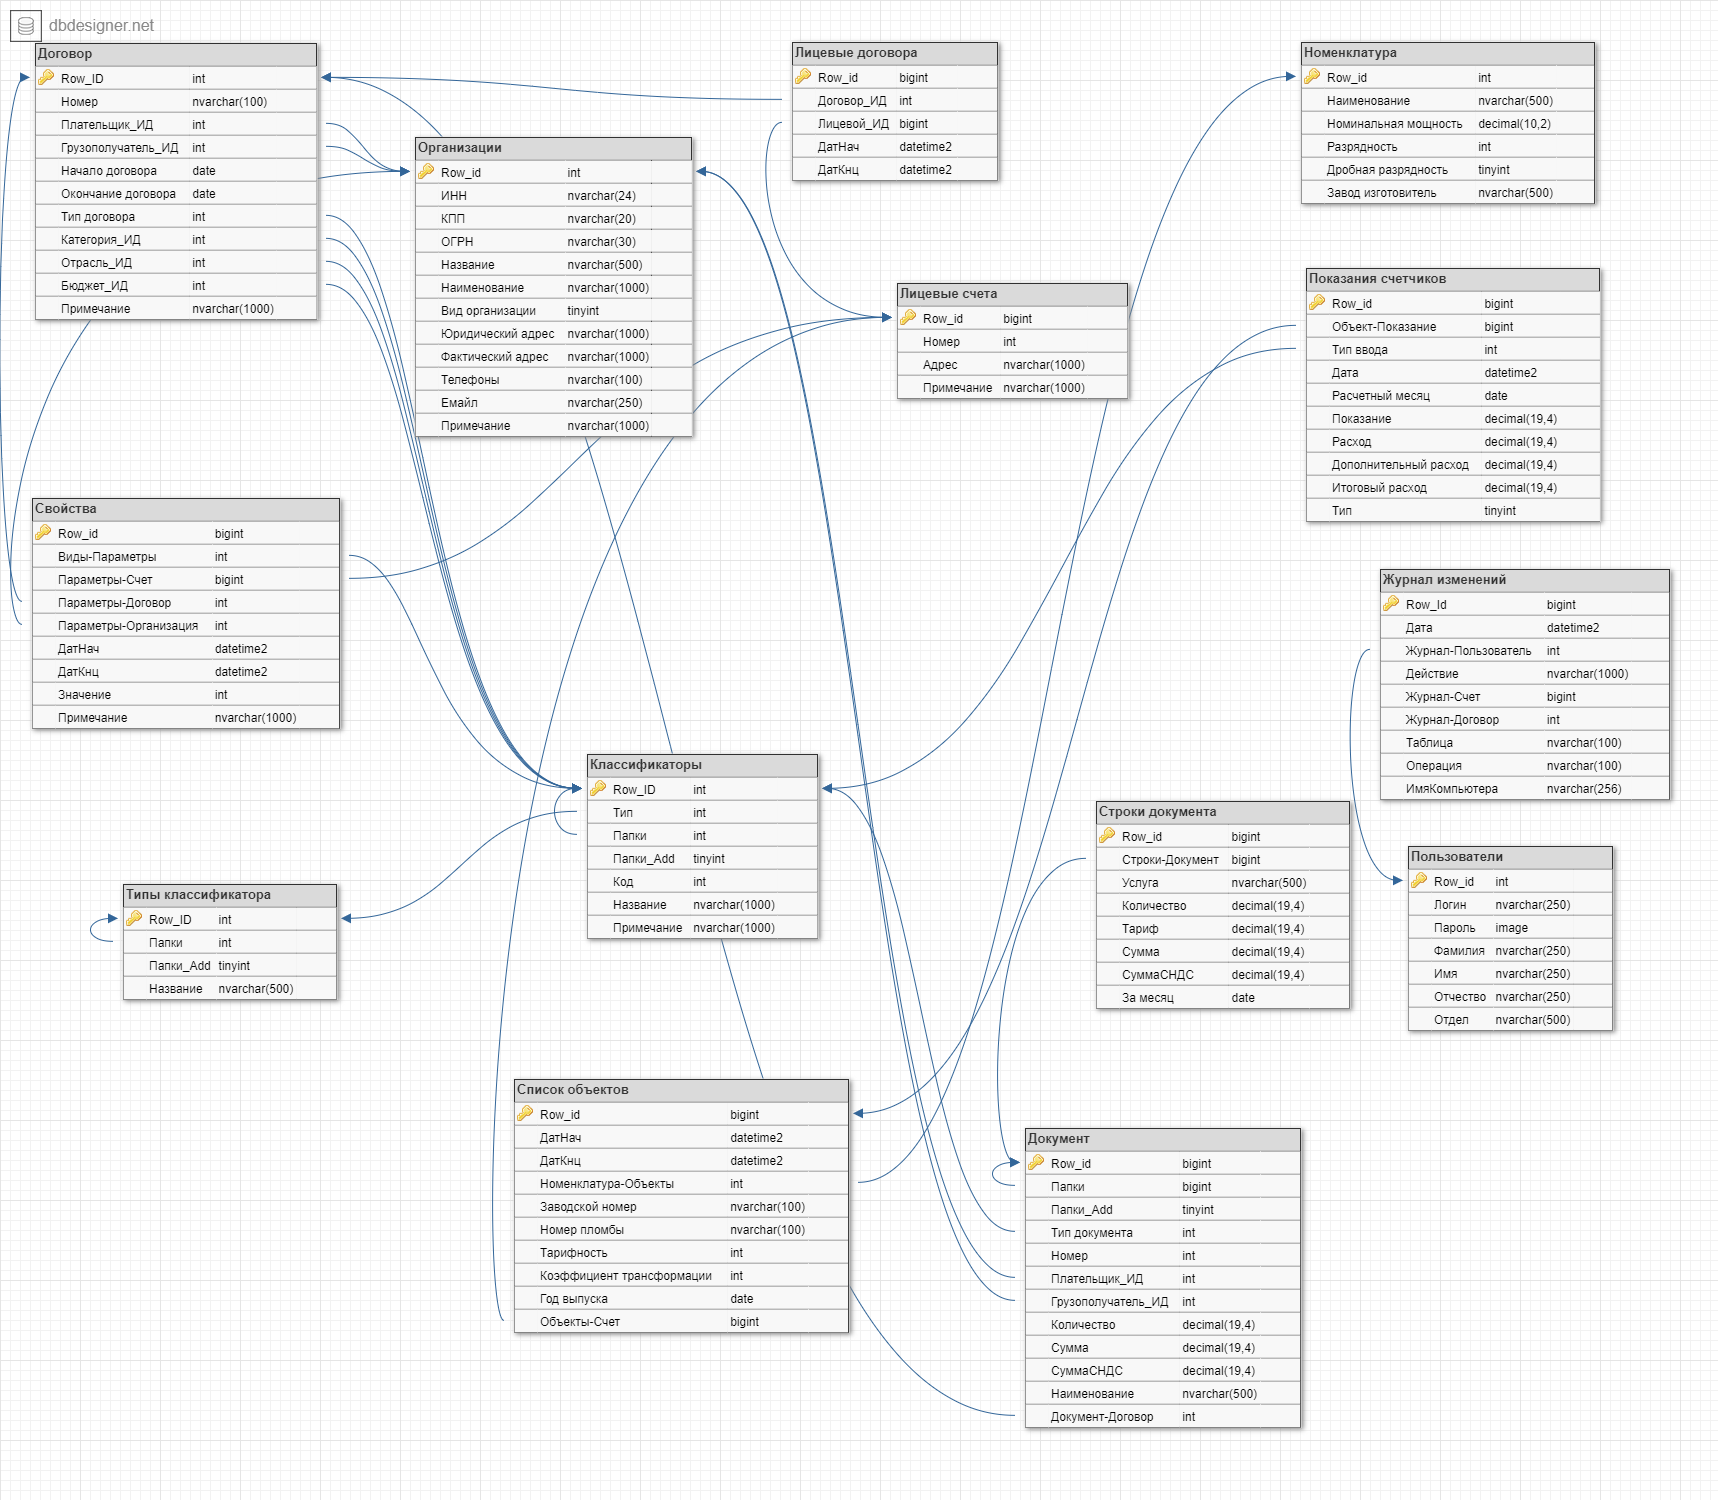 dbdesigner.net
Договор
Row_ID int
Номер nvarchar(100)
Плательщик_ИД int
Грузополучатель_ИД int
Начало договора date
Окончание договора date
Тип договора int
Категория_ИД int
Отрасль_ИД int
Бюджет_ИД int
Примечание nvarchar(1000)
Организации
Row_id int
ИНН nvarchar(24)
КПП nvarchar(20)
ОГРН nvarchar(30)
Название nvarchar(500)
Наименование nvarchar(1000)
Вид организации tinyint
Юридический адрес nvarchar(1000)
Фактический адрес nvarchar(1000)
Телефоны nvarchar(100)
Емайл nvarchar(250)
Примечание nvarchar(1000)
Лицевые договора
Row_id bigint
Договор_ИД int
Лицевой_ИД bigint
ДатНач datetime2
ДатКнц datetime2
Номенклатура
Row_id int
Наименование nvarchar(500)
Номинальная мощность decimal(10,2)
Разрядность int
Дробная разрядность tinyint
Завод изготовитель nvarchar(500)
Лицевые счета
Row_id bigint
Номер int
Адрес nvarchar(1000)
Примечание nvarchar(1000)
Показания счетчиков
Row_id bigint
Объект-Показание bigint
Тип ввода int
Дата datetime2
Расчетный месяц date
Показание decimal(19,4)
Расход decimal(19,4)
Дополнительный расход decimal(19,4)
Итоговый расход decimal(19,4)
Тип tinyint
Свойства
Row_id bigint
Виды-Параметры int
Параметры-Счет bigint
Параметры-Договор int
Параметры-Организация int
ДатНач datetime2
ДатКнц datetime2
Значение int
Примечание nvarchar(1000)
Журнал изменений
Row_Id bigint
Дата datetime2
Журнал-Пользователь int
Действие nvarchar(1000)
Журнал-Счет bigint
Журнал-Договор int
Таблица nvarchar(100)
Операция nvarchar(100)
ИмяКомпьютера nvarchar(256)
Классификаторы
Row_ID int
Тип int
Папки int
Папки_Add tinyint
Код int
Название nvarchar(1000)
Примечание nvarchar(1000)
Строки документа
Row_id bigint
Строки-Документ bigint
Услуга nvarchar(500)
Количество decimal(19,4)
Тариф decimal(19,4)
Сумма decimal(19,4)
СуммаСНДС decimal(19,4)
За месяц date
Пользователи
Row_id int
Логин nvarchar(250)
Пароль image
Фамилия nvarchar(250)
Имя nvarchar(250)
Отчество nvarchar(250)
Отдел nvarchar(500)
Типы классификатора
Row_ID int
Папки int
Папки_Add tinyint
Название nvarchar(500)
Список объектов
Row_id bigint
ДатНач datetime2
ДатКнц datetime2
Номенклатура-Объекты int
Заводской номер nvarchar(100)
Номер пломбы nvarchar(100)
Тарифность int
Коэффициент трансформации int
Год выпуска date
Объекты-Счет bigint
Документ
Row_id bigint
Папки bigint
Папки_Add tinyint
Тип документа int
Номер int
Плательщик_ИД int
Грузополучатель_ИД int
Количество decimal(19,4)
Сумма decimal(19,4)
СуммаСНДС decimal(19,4)
Наименование nvarchar(500)
Документ-Договор int